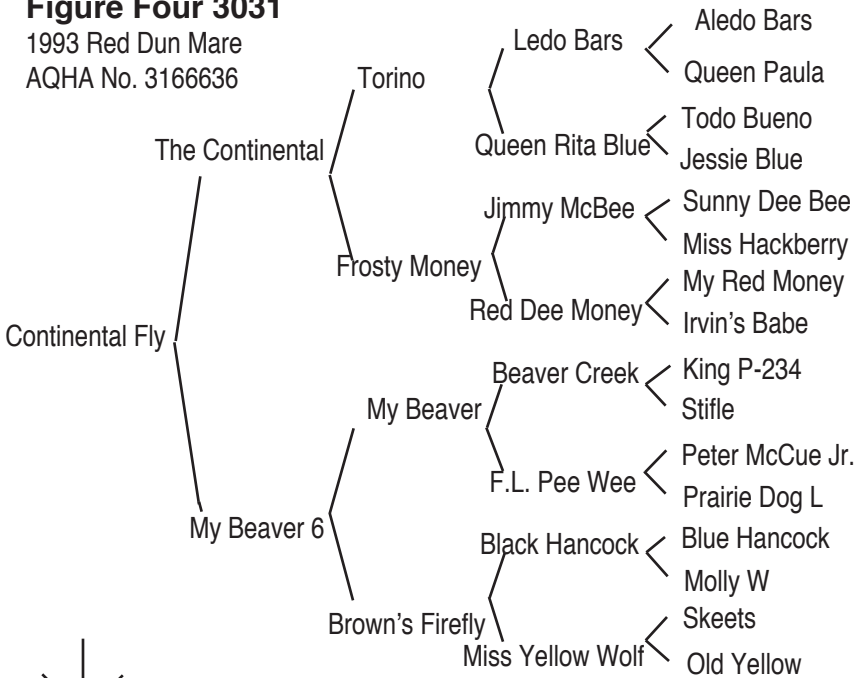 Figure Four 3031
1993 Red Dun Mare
AQHA No. 3166636
Continental Fly
The Continental
My Beaver 6
Torino
Frosty Money
My Beaver
Brown's Firefly
Ledo Bars
Queen Rita Blue
Jimmy McBee
Red Dee Money
Beaver Creek
F.L. Pee Wee
Black Hancock
Miss Yellow Wolf
Aledo Bars
Queen Paula
Todo Bueno
Jessie Blue
Sunny Dee Bee
Miss Hackberry
My Red Money
Irvin's Babe
King P-234
Stifle
Peter McCue Jr.
Prairie Dog L
Blue Hancock
Molly W
Skeets
Old Yellow